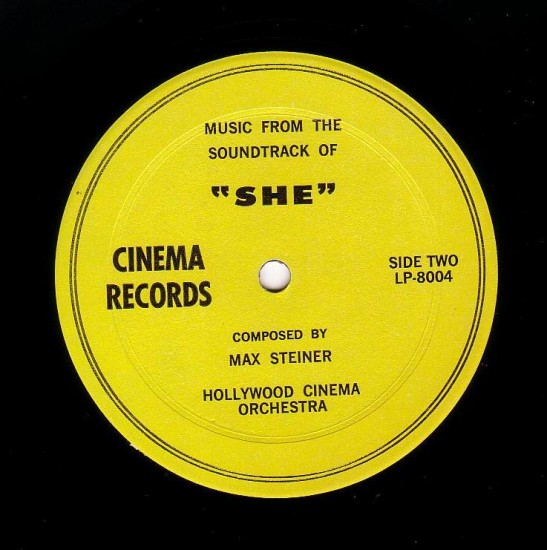 MUSIC FROM THE
SOUNDTRACK OF
"SHE"
CINEMA
RECORDS
SIDE TWO
LP-8004
COMPOSED BY
MAX STEINER
HOLLYWOOD CINEMA
ORCHESTRA